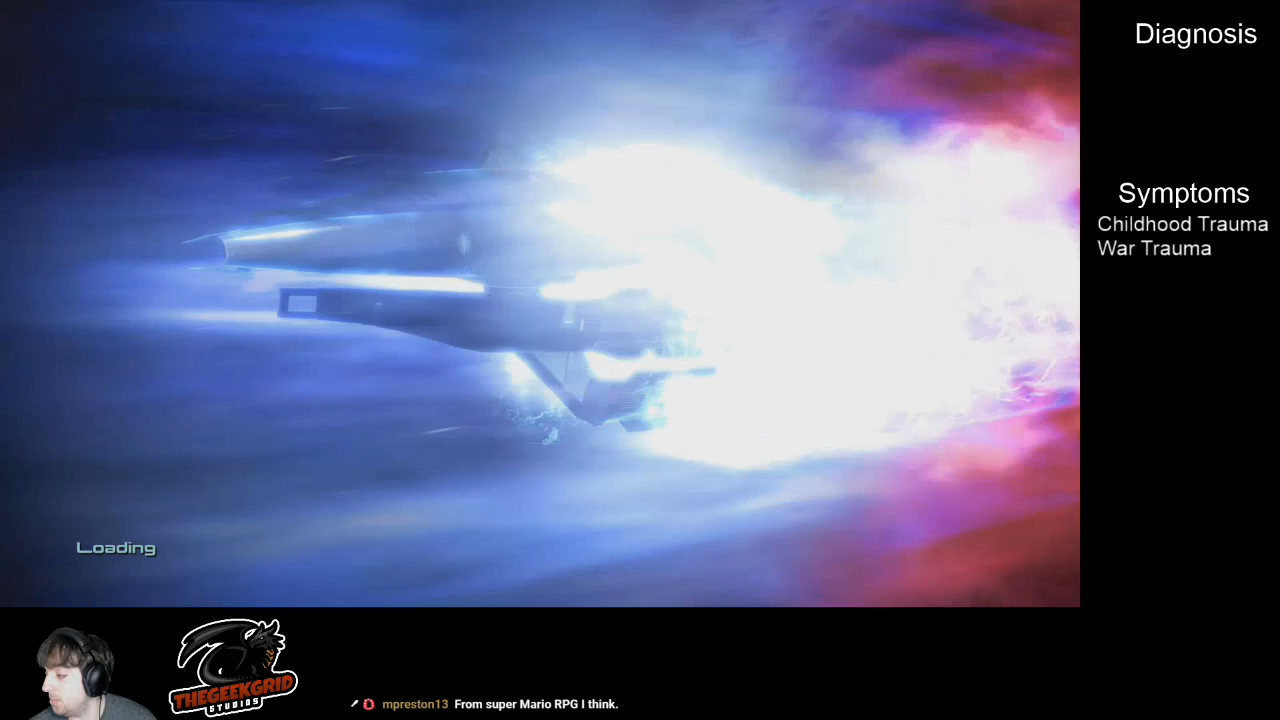 Diagnosis
Symptoms
Childhood Trauma
War Trauma
Loading
THEGEEKGRID
STUDIOS
mpreston13 From super Mario RPG I think.